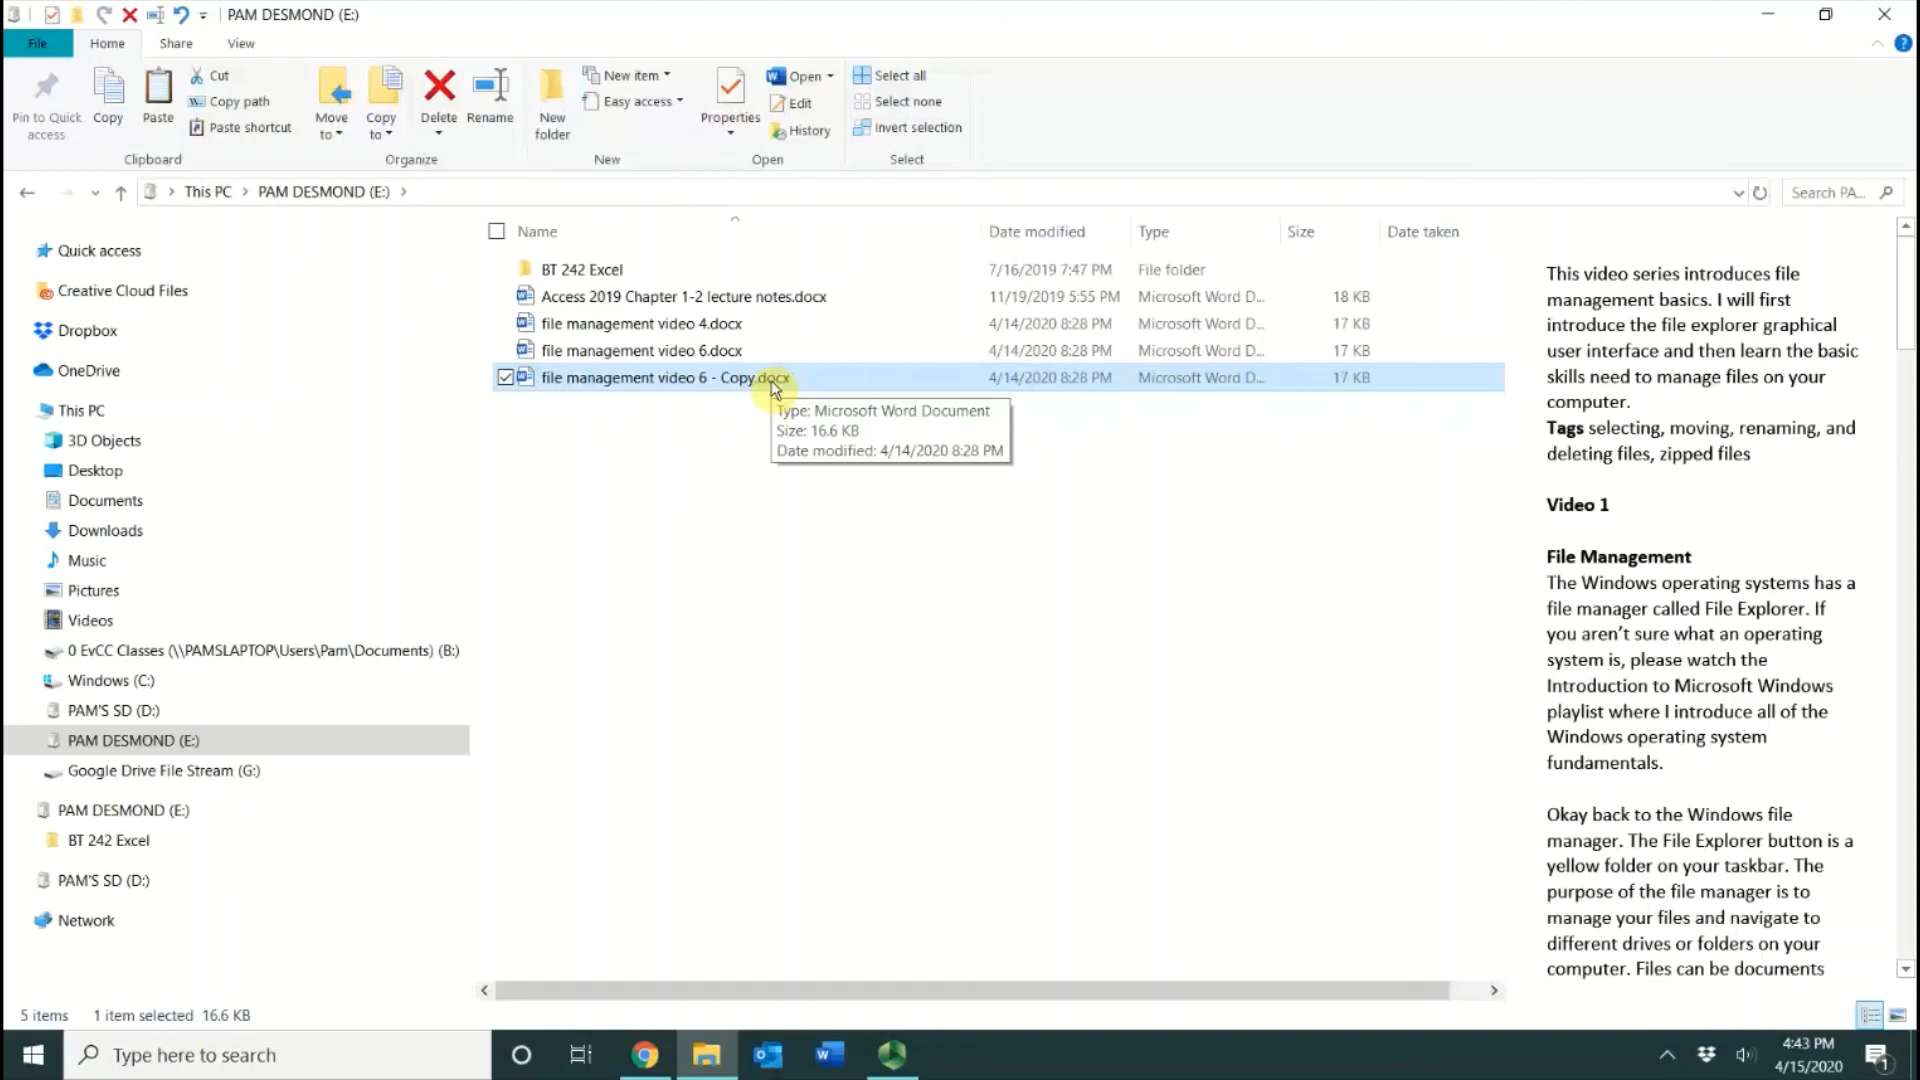 PAM DESMOND (E:)
File Home Share View
Pin to Quick access
Copy
Paste
Cut
Copy path
Paste shortcut
Clipboard
Move to
Copy to
Delete
Rename
Organize
New folder
New item
Easy access
New
Properties
Open
Edit
History
Open
Select all
Select none
Invert selection
Select
This PC > PAM DESMOND (E:) >
Search PA...
Quick access
Creative Cloud Files
Dropbox
OneDrive
This PC
3D Objects
Desktop
Documents
Downloads
Music
Pictures
Videos
0 EvCC Classes (\\PAMSLAPTOP\Users\Pam\Documents) (B:)
Windows (C:)
PAM'S SD (D:)
PAM DESMOND (E:)
Google Drive File Stream (G:)
PAM DESMOND (E:)
BT 242 Excel
PAM'S SD (D:)
Network
Name Date modified Type Size Date taken
BT 242 Excel 7/16/2019 7:47 PM File folder
Access 2019 Chapter 1-2 lecture notes.docx 11/19/2019 5:55 PM Microsoft Word D... 18 KB
file management video 4.docx 4/14/2020 8:28 PM Microsoft Word D... 17 KB
file management video 6.docx 4/14/2020 8:28 PM Microsoft Word D... 17 KB
file management video 6 - Copy.docx 4/14/2020 8:28 PM Microsoft Word D... 17 KB
Type: Microsoft Word Document
Size: 16.6 KB
Date modified: 4/14/2020 8:28 PM
This video series introduces file
management basics. I will first
introduce the file explorer graphical
user interface and then learn the basic
skills need to manage files on your
computer.
Tags selecting, moving, renaming, and
deleting files, zipped files
Video 1
File Management
The Windows operating systems has a
file manager called File Explorer. If
you aren't sure what an operating
system is, please watch the
Introduction to Microsoft Windows
playlist where I introduce all of the
Windows operating system
fundamentals.
Okay back to the Windows file
manager. The File Explorer button is a
yellow folder on your taskbar. The
purpose of the file manager is to
manage your files and navigate to
different drives or folders on your
computer. Files can be documents
5 items 1 item selected 16.6 KB
Type here to search
4:43 PM
4/15/2020
1